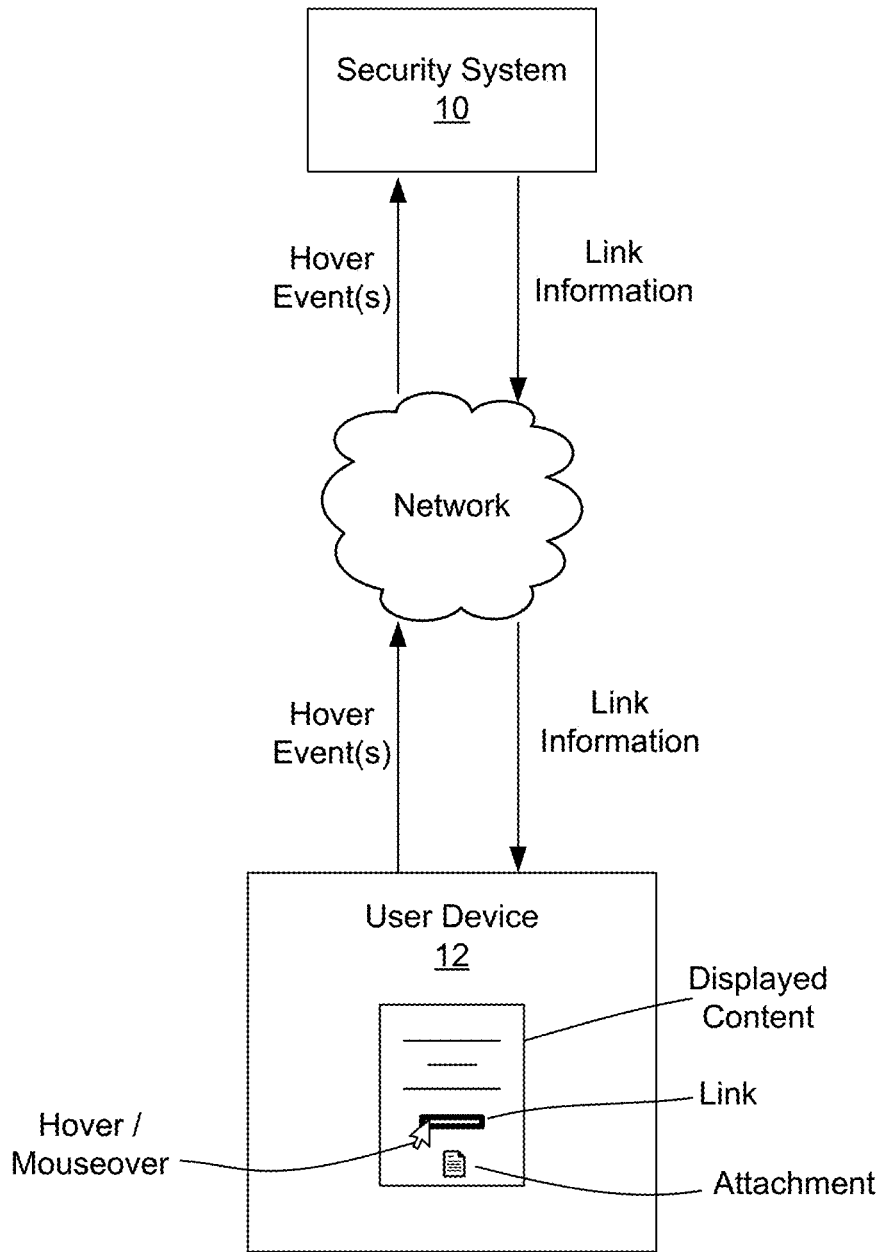 Security System
10
Hover
Event(s)
Link
Information
Network
Hover
Event(s)
Link
Information
User Device
12
Displayed
Content
Link
Hover /
Mouseover
Attachment